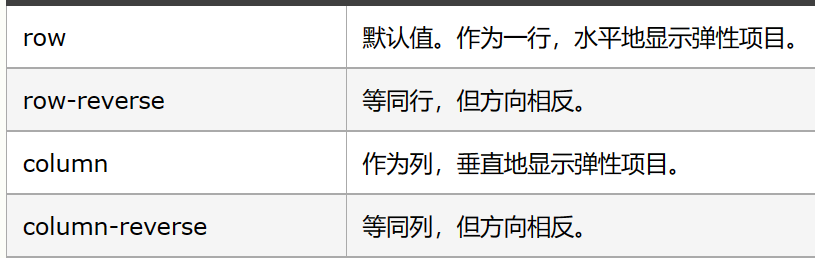 row 默认值。作为一行，水平地显示弹性项目。
row-reverse 等同行，但方向相反。
column 作为列，垂直地显示弹性项目。
column-reverse 等同列，但方向相反。